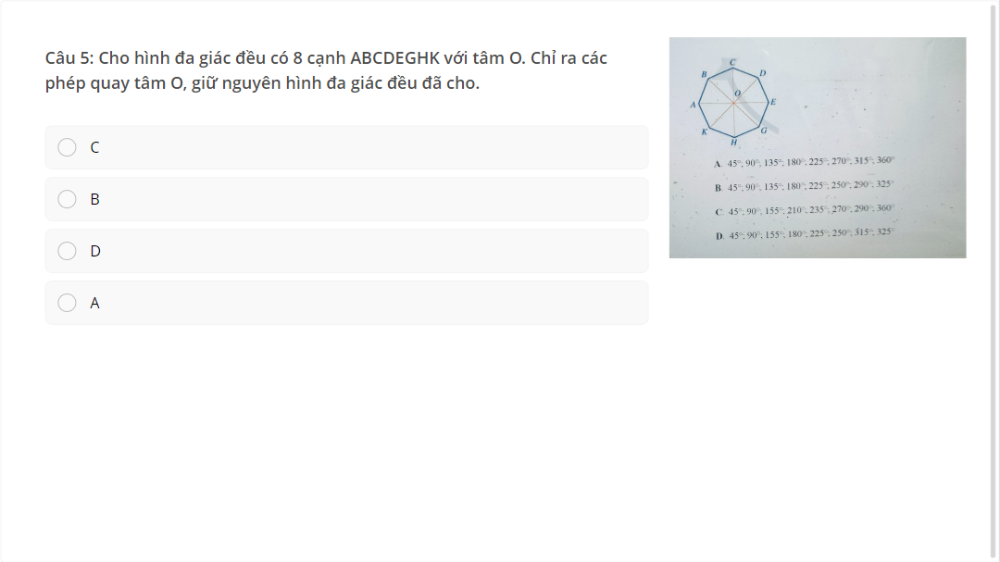 Câu 5: Cho hình đa giác đều có 8 cạnh ABCDEGHK với tâm O. Chỉ ra các
phép quay tâm O, giữ nguyên hình đa giác đều đã cho.
C
B
D
A
C
B
D
O
A
E
K
G
H
A. 45°; 90°; 135°; 180°; 225°; 270°; 315°; 360°
B. 45°; 90°; 135°; 180°; 225°; 250°; 290°; 325°
C. 45°; 90°; 155°; 210°; 235°; 270°; 290°; 360°
D. 45°; 90°; 155°; 180°; 225°; 250°; 315°; 325°